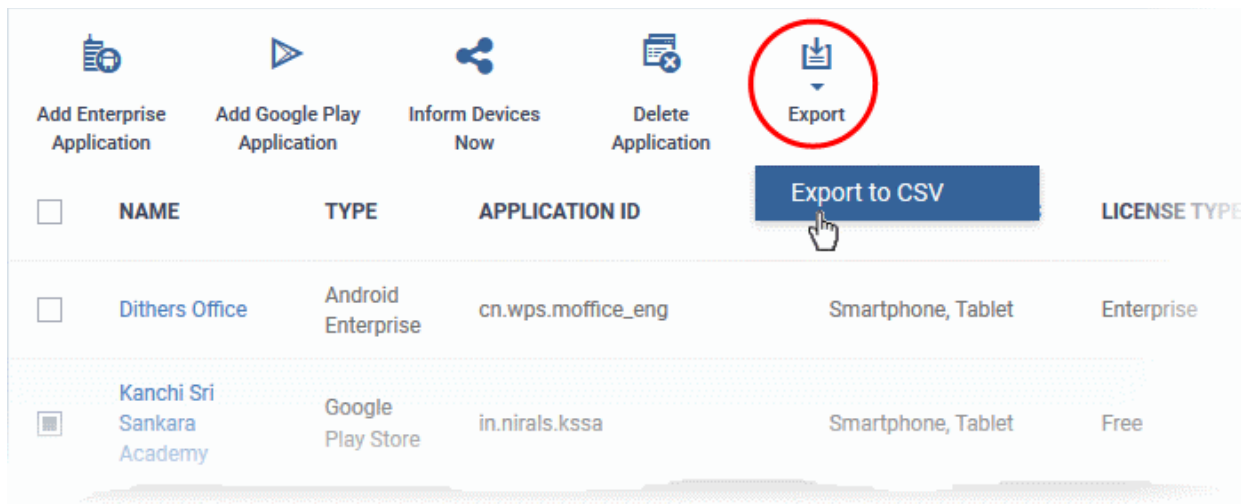 Add Enterprise
Application
Add Google Play
Application
Inform Devices
Now
Delete
Application
Export
Export to CSV
NAME
TYPE
APPLICATION ID
LICENSE TYPE
Dithers Office
Android
Enterprise
cn.wps.moffice_eng
Smartphone, Tablet
Enterprise
Kanchi Sri
Sankara
Academy
Google
Play Store
in.nirals.kssa
Smartphone, Tablet
Free